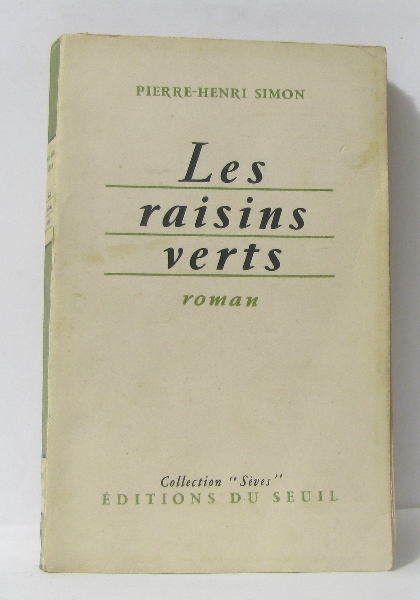 PIERRE-HENRI SIMON
Les
raisins
verts
roman
Collection "Sèves"
ÉDITIONS DU SEUIL